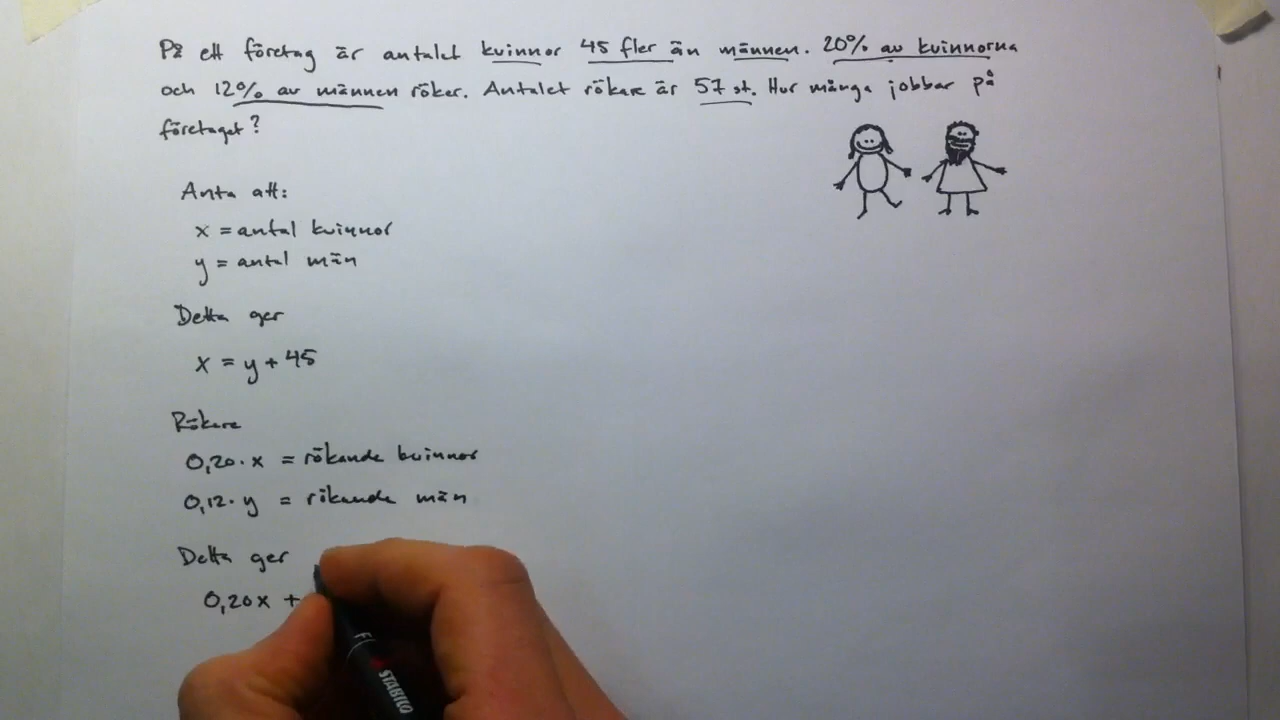 På ett företag är antalet kvinnor 45 fler än männen. 20% av kvinnorna
och 12% av männen röker. Antalet rökare är 57 st. Hur många jobbar på
företaget?
Anta att:
x = antal kvinnor
y = antal män
Detta ger
x = y + 45
Rökare
0,20·x = rökande kvinnor
0,12·y = rökande män
Detta ger
0,20x +
STABILO